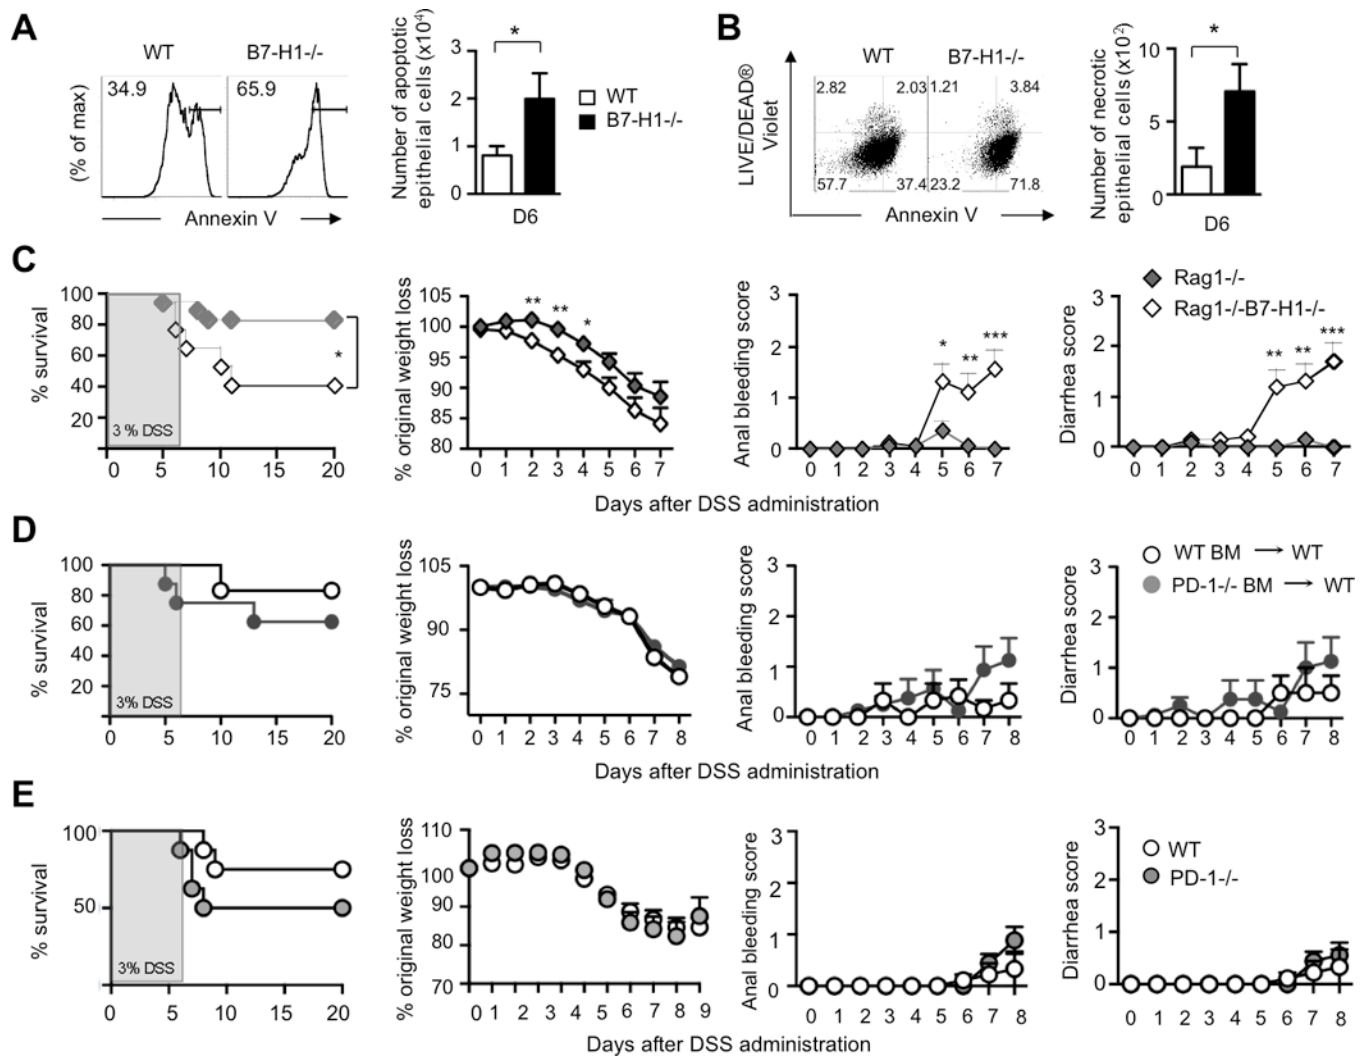 A
WT
B7-H1-/-
34.9
65.9
(% of max)
Annexin V
Number of apoptotic
epithelial cells (x10⁴)
3
2
1
0
*
D6
WT
B7-H1-/-
B
WT
B7-H1-/-
LIVE/DEAD®
Violet
2.82
2.03
1.21
3.84
57.7
37.4
23.2
71.8
Annexin V
Number of necrotic
epithelial cells (x10²)
10
5
0
*
D6
C
% survival
100
80
60
40
20
3 % DSS
*
0 5 10 15 20
% original weight loss
105
100
95
90
85
80
** ** *
0 1 2 3 4 5 6 7
Anal bleeding score
3
2
1
0
* ** ***
0 1 2 3 4 5 6 7
Diarrhea score
3
2
1
0
** ** ***
0 1 2 3 4 5 6 7
Rag1-/-
Rag1-/-B7-H1-/-
Days after DSS administration
D
% survival
100
80
60
40
20
3% DSS
0 5 10 15 20
% original weight loss
105
90
75
0 1 2 3 4 5 6 7 8
Anal bleeding score
3
2
1
0
0 1 2 3 4 5 6 7 8
Diarrhea score
3
2
1
0
0 1 2 3 4 5 6 7 8
WT BM → WT
PD-1-/- BM → WT
Days after DSS administration
E
% survival
100
50
3% DSS
0 5 10 15 20
% original weight loss
110
100
90
80
70
0 1 2 3 4 5 6 7 8 9
Anal bleeding score
3
2
1
0
0 1 2 3 4 5 6 7 8
Diarrhea score
3
2
1
0
0 1 2 3 4 5 6 7 8
WT
PD-1-/-
Days after DSS administration